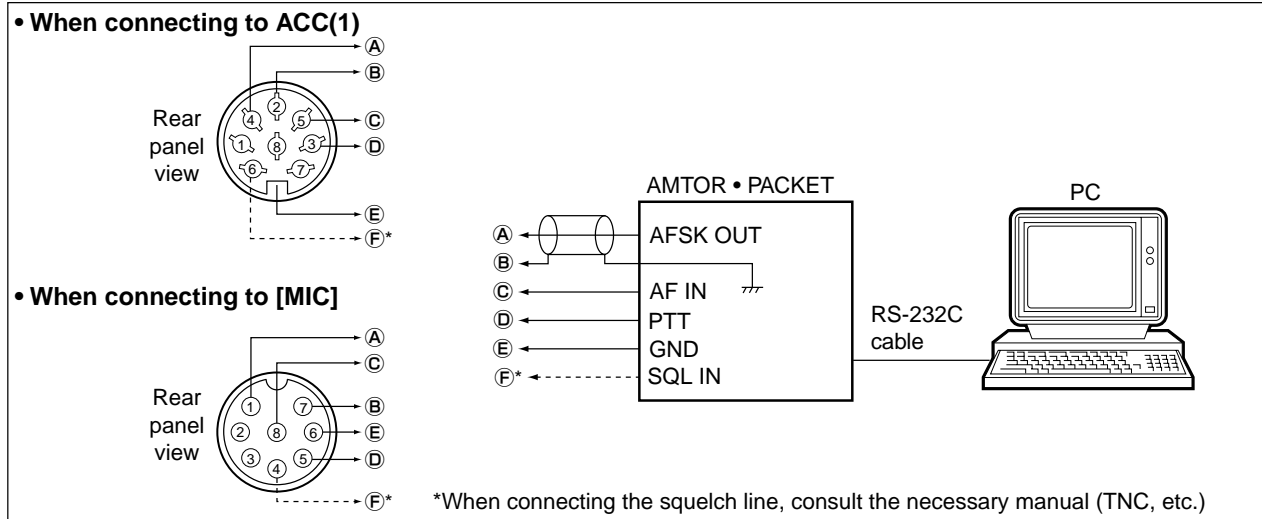 • When connecting to ACC(1)
Ⓐ
Ⓑ
Rear
panel
view
4
2
5
1
8
3
6
7
Ⓒ
Ⓓ
Ⓔ
Ⓕ*
• When connecting to [MIC]
Ⓐ
Ⓒ
Rear
panel
view
1
7
2
8
6
3
4
5
Ⓑ
Ⓔ
Ⓓ
Ⓕ*
AMTOR • PACKET
Ⓐ AFSK OUT
Ⓑ
Ⓒ AF IN
Ⓓ PTT
Ⓔ GND
Ⓕ* SQL IN
RS-232C
cable
PC
*When connecting the squelch line, consult the necessary manual (TNC, etc.)